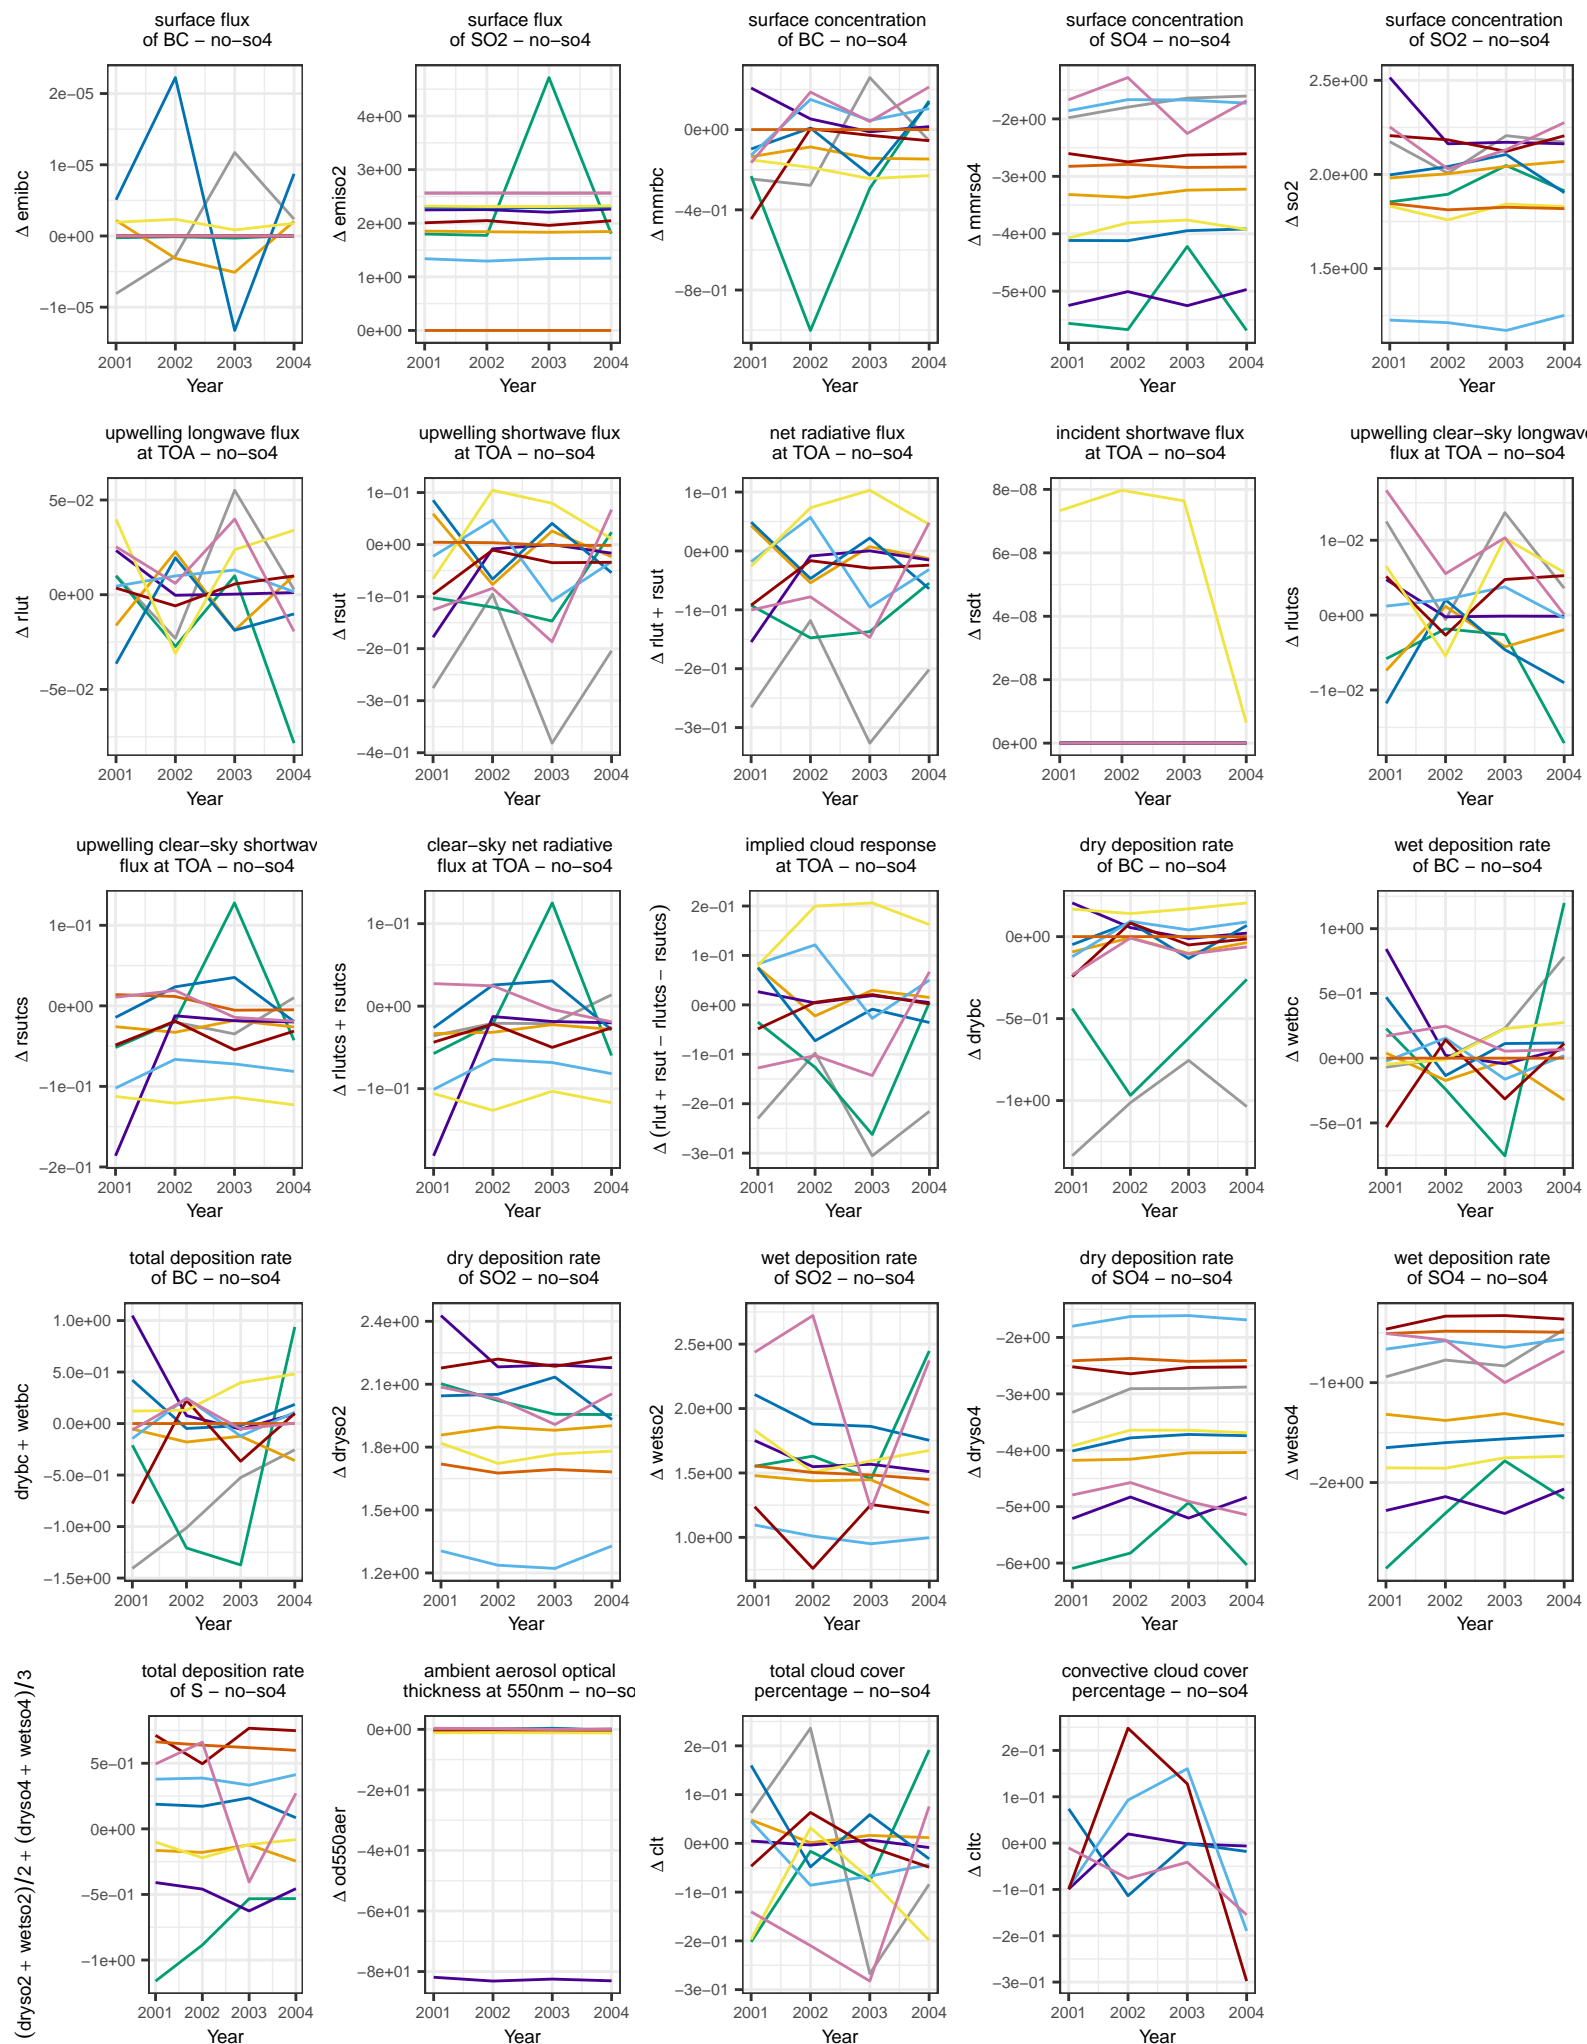 surface flux
of BC − no−so4
surface flux
of SO2 − no−so4
surface concentration
of BC − no−so4
surface concentration
of SO4 − no−so4
surface concentration
of SO2 − no−so4
Δ emibc
2e−05
1e−05
0e+00
−1e−05
2001 2002 2003 2004
Year
Δ emiso2
4e+00
3e+00
2e+00
1e+00
0e+00
2001 2002 2003 2004
Year
Δ mmrbc
0e+00
−4e−01
−8e−01
2001 2002 2003 2004
Year
Δ mmrso4
−2e+00
−3e+00
−4e+00
−5e+00
2001 2002 2003 2004
Year
Δ so2
2.5e+00
2.0e+00
1.5e+00
2001 2002 2003 2004
Year
upwelling longwave flux
at TOA − no−so4
upwelling shortwave flux
at TOA − no−so4
net radiative flux
at TOA − no−so4
incident shortwave flux
at TOA − no−so4
upwelling clear−sky longwave
flux at TOA − no−so4
Δ rlut
5e−02
0e+00
−5e−02
2001 2002 2003 2004
Year
Δ rsut
1e−01
0e+00
−1e−01
−2e−01
−3e−01
−4e−01
2001 2002 2003 2004
Year
Δ rlut + rsut
1e−01
0e+00
−1e−01
−2e−01
−3e−01
2001 2002 2003 2004
Year
Δ rsdt
8e−08
6e−08
4e−08
2e−08
0e+00
2001 2002 2003 2004
Year
Δ rlutcs
1e−02
0e+00
−1e−02
2001 2002 2003 2004
Year
upwelling clear−sky shortwav
flux at TOA − no−so4
clear−sky net radiative
flux at TOA − no−so4
implied cloud response
at TOA − no−so4
dry deposition rate
of BC − no−so4
wet deposition rate
of BC − no−so4
Δ rsutcs
1e−01
0e+00
−1e−01
−2e−01
2001 2002 2003 2004
Year
Δ rlutcs + rsutcs
1e−01
0e+00
−1e−01
2001 2002 2003 2004
Year
Δ (rlut + rsut − rlutcs − rsutcs)
2e−01
1e−01
0e+00
−1e−01
−2e−01
−3e−01
2001 2002 2003 2004
Year
Δ drybc
0e+00
−5e−01
−1e+00
2001 2002 2003 2004
Year
Δ wetbc
1e+00
5e−01
0e+00
−5e−01
2001 2002 2003 2004
Year
total deposition rate
of BC − no−so4
dry deposition rate
of SO2 − no−so4
wet deposition rate
of SO2 − no−so4
dry deposition rate
of SO4 − no−so4
wet deposition rate
of SO4 − no−so4
drybc + wetbc
1.0e+00
5.0e−01
0.0e+00
−5.0e−01
−1.0e+00
−1.5e+00
2001 2002 2003 2004
Year
Δ dryso2
2.4e+00
2.1e+00
1.8e+00
1.5e+00
1.2e+00
2001 2002 2003 2004
Year
Δ wetso2
2.5e+00
2.0e+00
1.5e+00
1.0e+00
2001 2002 2003 2004
Year
Δ dryso4
−2e+00
−3e+00
−4e+00
−5e+00
−6e+00
2001 2002 2003 2004
Year
Δ wetso4
−1e+00
−2e+00
2001 2002 2003 2004
Year
total deposition rate
of S − no−so4
ambient aerosol optical
thickness at 550nm − no−so
total cloud cover
percentage − no−so4
convective cloud cover
percentage − no−so4
(dryso2 + wetso2)/2 + (dryso4 + wetso4)/3
5e−01
0e+00
−5e−01
−1e+00
2001 2002 2003 2004
Year
Δ od550aer
0e+00
−2e+01
−4e+01
−6e+01
−8e+01
2001 2002 2003 2004
Year
Δ clt
2e−01
1e−01
0e+00
−1e−01
−2e−01
−3e−01
2001 2002 2003 2004
Year
Δ cltc
2e−01
1e−01
0e+00
−1e−01
−2e−01
−3e−01
2001 2002 2003 2004
Year